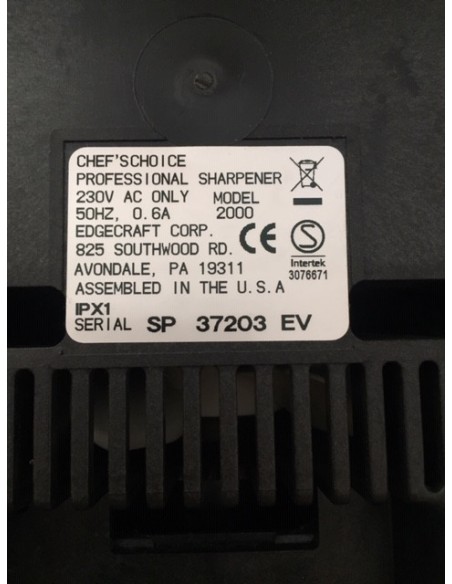 CHEF'SCHOICE
PROFESSIONAL SHARPENER
230V AC ONLY MODEL
50HZ, 0.6A 2000
EDGECRAFT CORP.
825 SOUTHWOOD RD. CE
AVONDALE, PA 19311
ASSEMBLED IN THE U.S.A
S
Intertek
3076671
IPX1
SERIAL SP 37203 EV